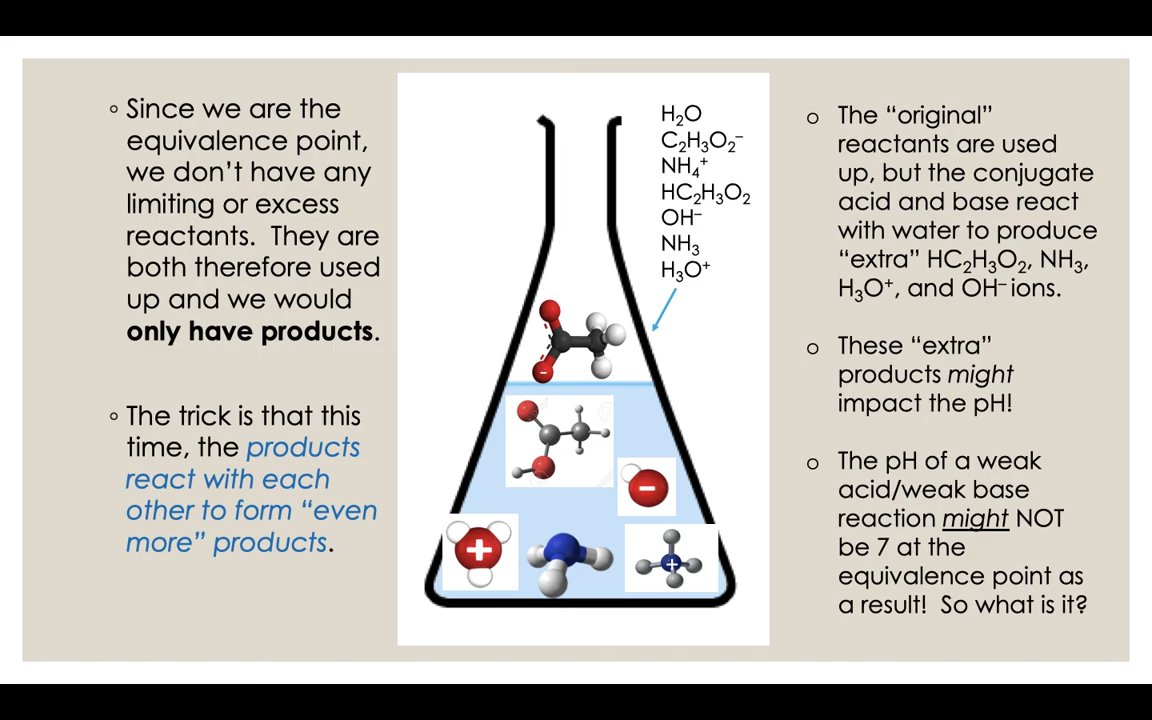 ◦ Since we are the
equivalence point,
we don't have any
limiting or excess
reactants.  They are
both therefore used
up and we would
only have products.
◦ The trick is that this
time, the products
react with each
other to form “even
more” products.
H₂O
C₂H₃O₂⁻
NH₄⁺
HC₂H₃O₂
OH⁻
NH₃
H₃O⁺
−
−
+
+
o The “original”
reactants are used
up, but the conjugate
acid and base react
with water to produce
“extra” HC₂H₃O₂, NH₃,
H₃O⁺, and OH⁻ ions.
o These “extra”
products might
impact the pH!
o The pH of a weak
acid/weak base
reaction might NOT
be 7 at the
equivalence point as
a result!  So what is it?